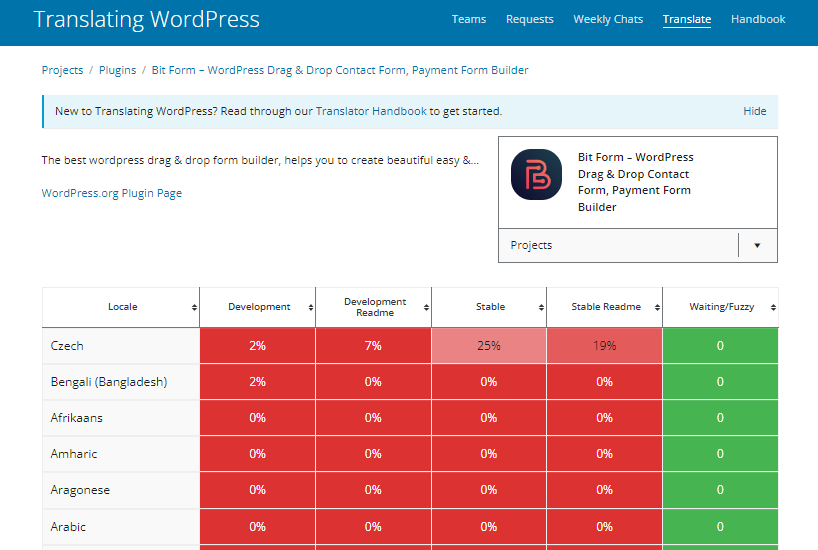 Translating WordPress
Teams Requests Weekly Chats Translate Handbook
Projects / Plugins / Bit Form – WordPress Drag & Drop Contact Form, Payment Form Builder
New to Translating WordPress? Read through our Translator Handbook to get started. Hide
The best wordpress drag & drop form builder, helps you to create beautiful easy &...
WordPress.org Plugin Page
Bit Form – WordPress
Drag & Drop Contact
Form, Payment Form
Builder
Projects
Locale Development Development Readme Stable Stable Readme Waiting/Fuzzy
Czech 2% 7% 25% 19% 0
Bengali (Bangladesh) 2% 0% 0% 0% 0
Afrikaans 0% 0% 0% 0% 0
Amharic 0% 0% 0% 0% 0
Aragonese 0% 0% 0% 0% 0
Arabic 0% 0% 0% 0% 0